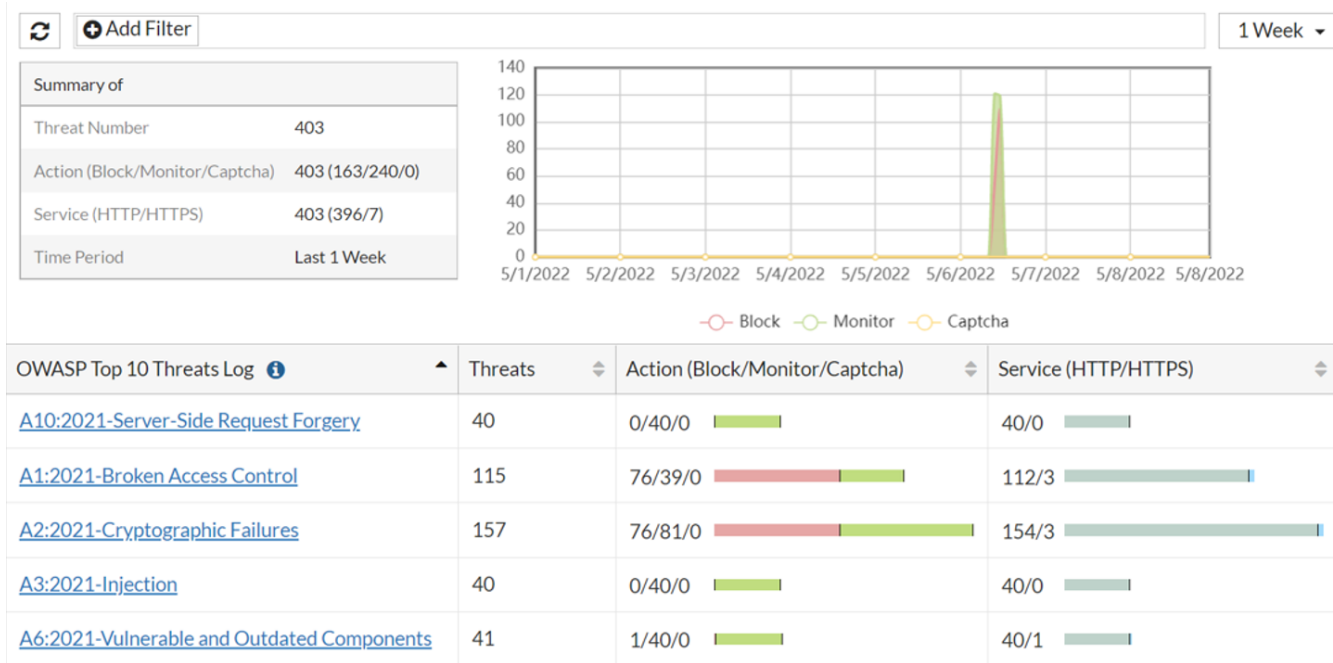 Add Filter
1 Week
Summary of
Threat Number 403
Action (Block/Monitor/Captcha) 403 (163/240/0)
Service (HTTP/HTTPS) 403 (396/7)
Time Period Last 1 Week
140
120
100
80
60
40
20
0
5/1/2022 5/2/2022 5/3/2022 5/4/2022 5/5/2022 5/6/2022 5/7/2022 5/8/2022 5/8/2022
Block Monitor Captcha
OWASP Top 10 Threats Log Threats Action (Block/Monitor/Captcha) Service (HTTP/HTTPS)
A10:2021-Server-Side Request Forgery 40 0/40/0 40/0
A1:2021-Broken Access Control 115 76/39/0 112/3
A2:2021-Cryptographic Failures 157 76/81/0 154/3
A3:2021-Injection 40 0/40/0 40/0
A6:2021-Vulnerable and Outdated Components 41 1/40/0 40/1